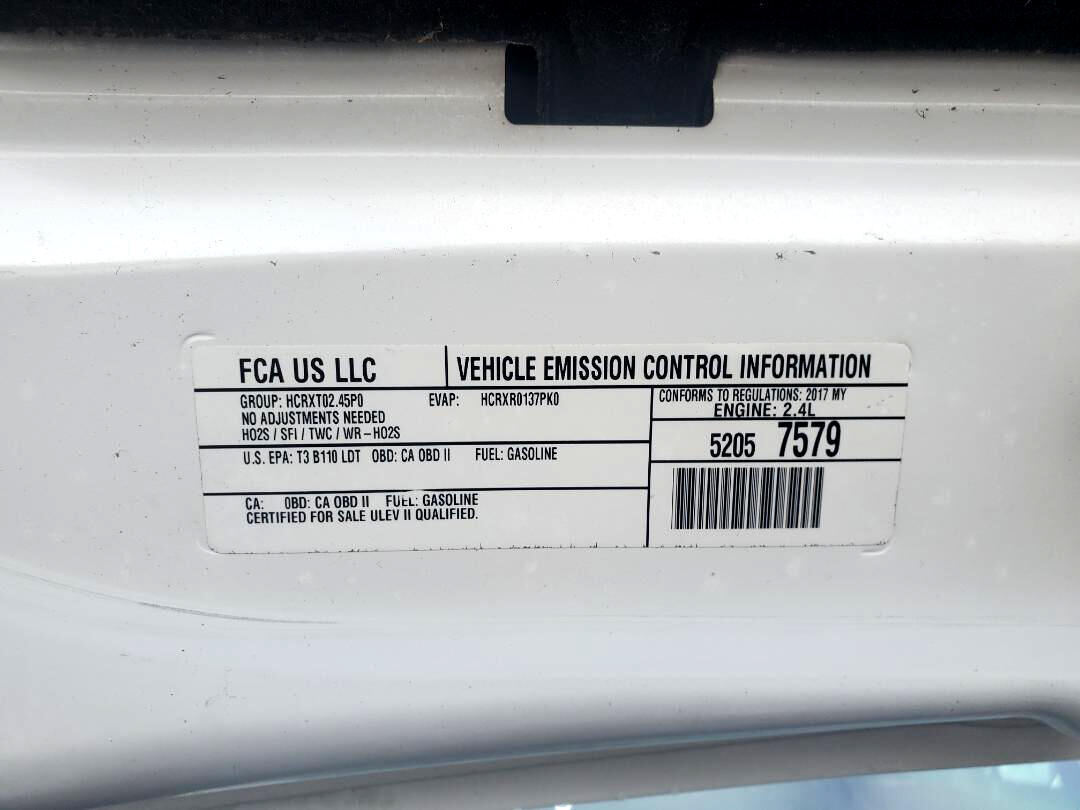 FCA US LLC
VEHICLE EMISSION CONTROL INFORMATION
GROUP: HCRXT02.45P0 EVAP: HCRXR0137PK0
NO ADJUSTMENTS NEEDED
HO2S / SFI / TWC / WR-HO2S
CONFORMS TO REGULATIONS: 2017 MY
ENGINE: 2.4L
5205 7579
U.S. EPA: T3 B110 LDT OBD: CA OBD II FUEL: GASOLINE
CA: OBD: CA OBD II FUEL: GASOLINE
CERTIFIED FOR SALE ULEV II QUALIFIED.